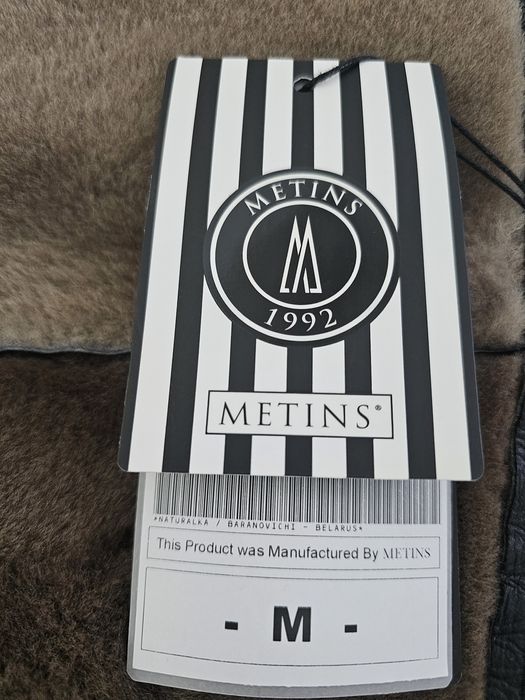 METINS
1992
METINS®
*NATURALKA / BARANOVICHI - BELARUS*
This Product was Manufactured By METINS
- M -